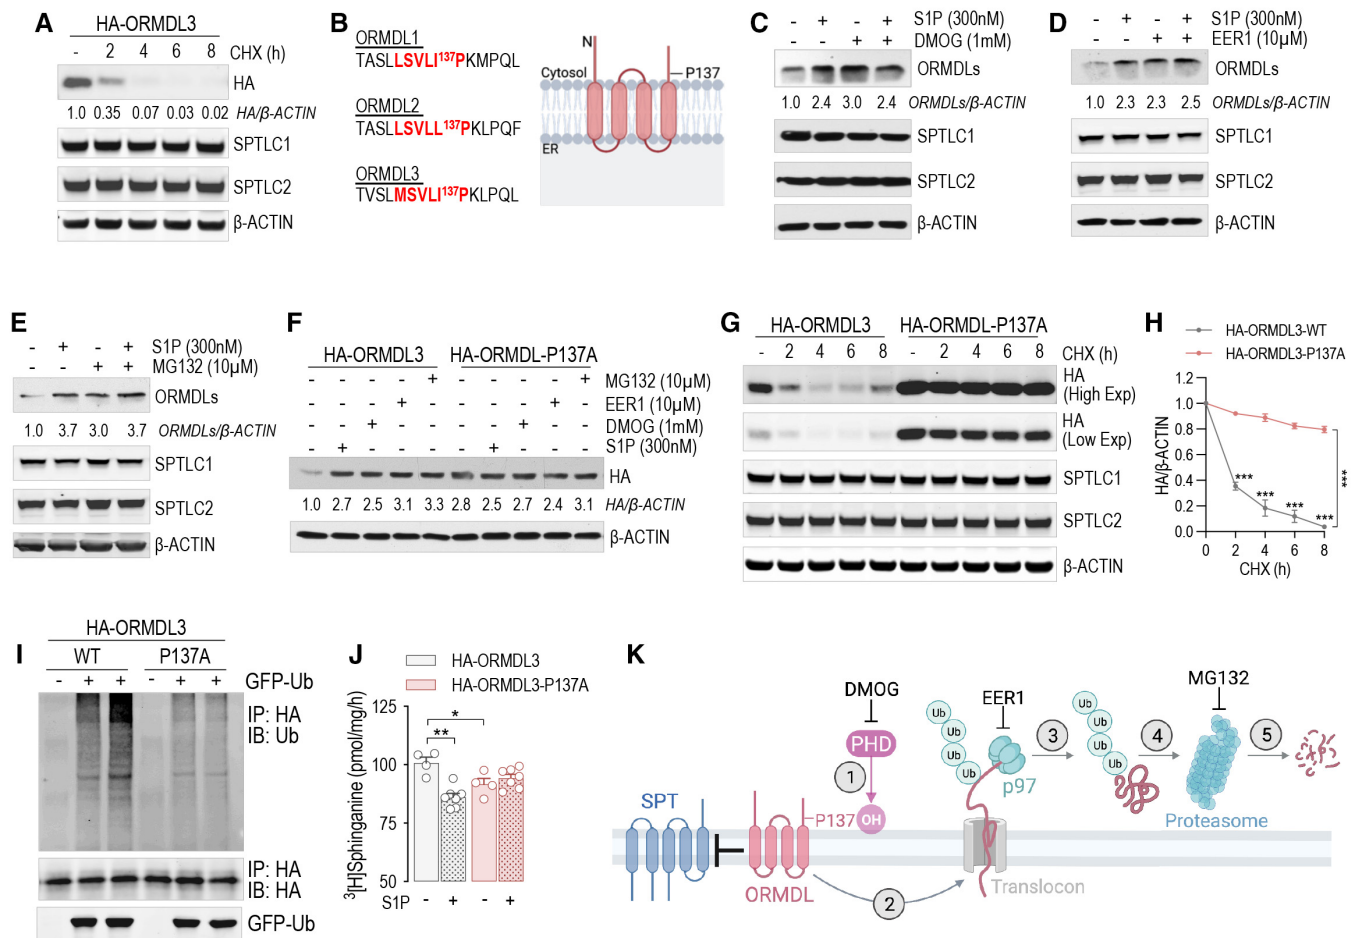 A
HA-ORMDL3
- 2 4 6 8 CHX (h)
HA
1.0 0.35 0.07 0.03 0.02 HA/β-ACTIN
SPTLC1
SPTLC2
β-ACTIN
B
ORMDL1
TASLLSVLI137PKMPQL
ORMDL2
TASLLSVLL137PKLPQF
ORMDL3
TVSLMSVLI137PKLPQL
N
Cytosol
P137
ER
C
- + - + S1P (300nM)
- - + + DMOG (1mM)
ORMDLs
1.0 2.4 3.0 2.4 ORMDLs/β-ACTIN
SPTLC1
SPTLC2
β-ACTIN
D
- + - + S1P (300nM)
- - + + EER1 (10µM)
ORMDLs
1.0 2.3 2.3 2.5 ORMDLs/β-ACTIN
SPTLC1
SPTLC2
β-ACTIN
E
- + - + S1P (300nM)
- - + + MG132 (10µM)
ORMDLs
1.0 3.7 3.0 3.7 ORMDLs/β-ACTIN
SPTLC1
SPTLC2
β-ACTIN
F
HA-ORMDL3 HA-ORMDL-P137A
- - - - + - - - - + MG132 (10µM)
- - - + - - - - + - EER1 (10µM)
- - + - - - - + - - DMOG (1mM)
- + - - - - + - - - S1P (300nM)
HA
1.0 2.7 2.5 3.1 3.3 2.8 2.5 2.7 2.4 3.1 HA/β-ACTIN
β-ACTIN
G
HA-ORMDL3 HA-ORMDL-P137A
- 2 4 6 8 - 2 4 6 8 CHX (h)
HA
(High Exp)
HA
(Low Exp)
SPTLC1
SPTLC2
β-ACTIN
H
HA-ORMDL3-WT
HA-ORMDL3-P137A
HA/β-ACTIN
1.2
1.0
0.8
0.6
0.4
0.2
0.0
*** *** *** ***
***
0 2 4 6 8
CHX (h)
I
HA-ORMDL3
WT P137A
- + + - + + GFP-Ub
IP: HA
IB: Ub
IP: HA
IB: HA
GFP-Ub
J
HA-ORMDL3
HA-ORMDL3-P137A
3[H]Sphinganine (pmol/mg/h)
125
100
75
50
*
**
S1P - + - +
K
DMOG
PHD
1
OH
P137
SPT
ORMDL
2
Translocon
Ub
Ub
Ub
Ub
EER1
p97
3
Ub
Ub
Ub
Ub
4
MG132
Proteasome
5